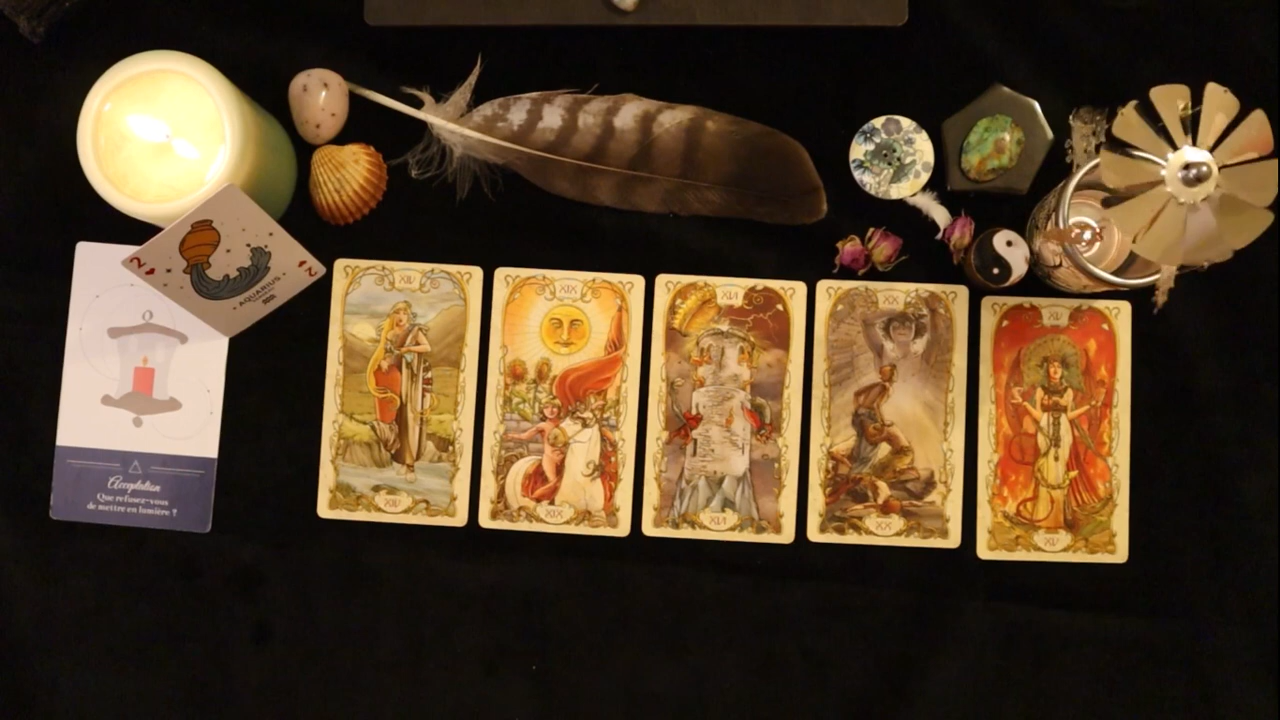 2
AQUARIUS
2
Acceptation
Que refusez-vous
de mettre en lumière ?
XIV
XIV
XIX
XIX
XVI
XVI
XX
XX
XV
XV